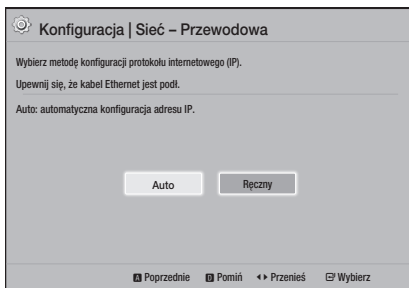 Konfiguracja | Sieć – Przewodowa
Wybierz metodę konfiguracji protokołu internetowego (IP).
Upewnij się, że kabel Ethernet jest podł.
Auto: automatyczna konfiguracja adresu IP.
Auto Ręczny
A Poprzednie D Pomiń Przenieś Wybierz